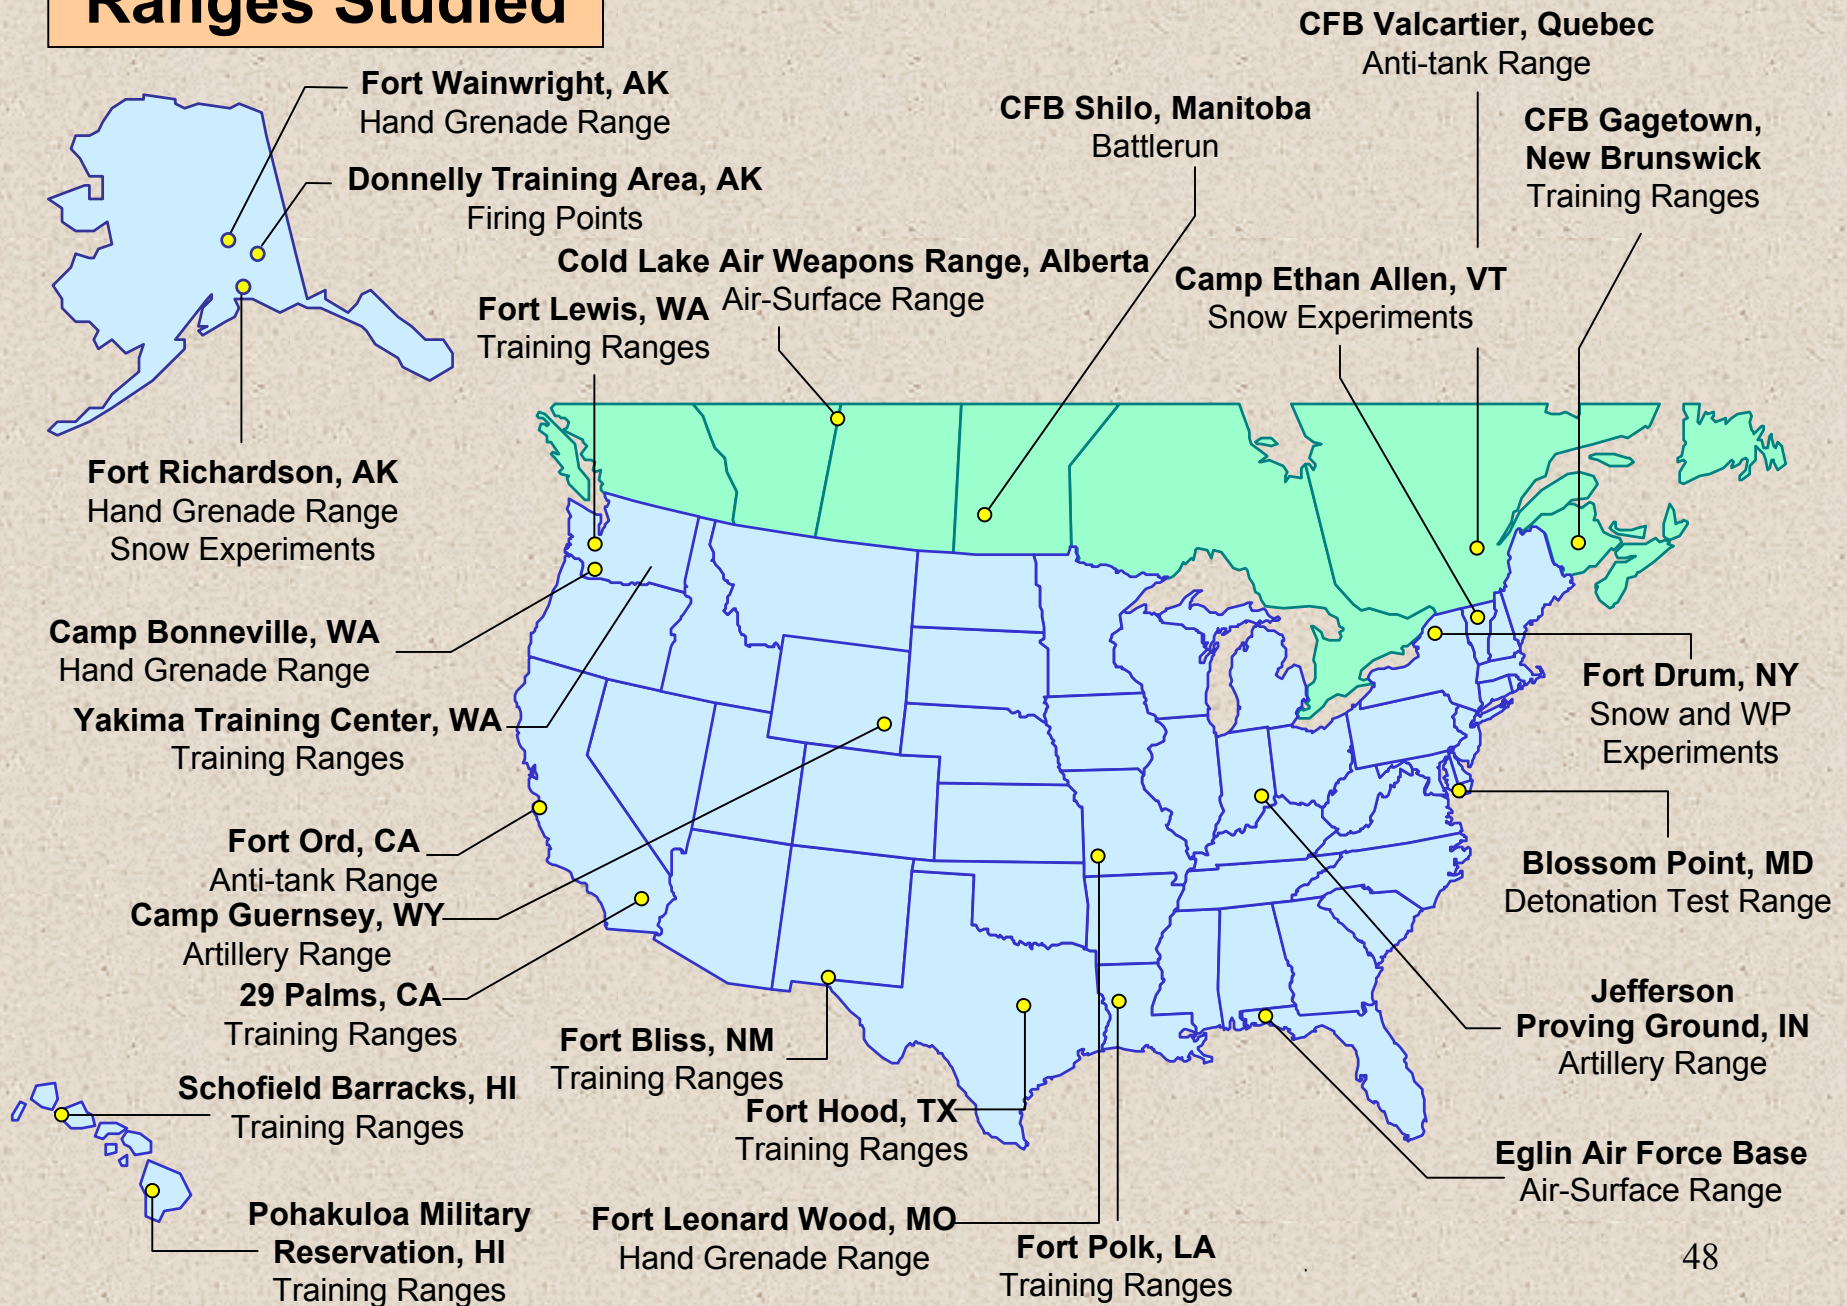 Ranges Studied
CFB Valcartier, Quebec
Anti-tank Range
Fort Wainwright, AK
Hand Grenade Range
CFB Shilo, Manitoba
Battlerun
CFB Gagetown,
New Brunswick
Training Ranges
Donnelly Training Area, AK
Firing Points
Cold Lake Air Weapons Range, Alberta
Air-Surface Range
Camp Ethan Allen, VT
Snow Experiments
Fort Lewis, WA
Training Ranges
Fort Richardson, AK
Hand Grenade Range
Snow Experiments
Camp Bonneville, WA
Hand Grenade Range
Yakima Training Center, WA
Training Ranges
Fort Drum, NY
Snow and WP
Experiments
Fort Ord, CA
Anti-tank Range
Camp Guernsey, WY
Artillery Range
29 Palms, CA
Training Ranges
Blossom Point, MD
Detonation Test Range
Jefferson
Proving Ground, IN
Artillery Range
Fort Bliss, NM
Training Ranges
Schofield Barracks, HI
Training Ranges
Fort Hood, TX
Training Ranges
Eglin Air Force Base
Air-Surface Range
Pohakuloa Military
Reservation, HI
Training Ranges
Fort Leonard Wood, MO
Hand Grenade Range
Fort Polk, LA
Training Ranges
48